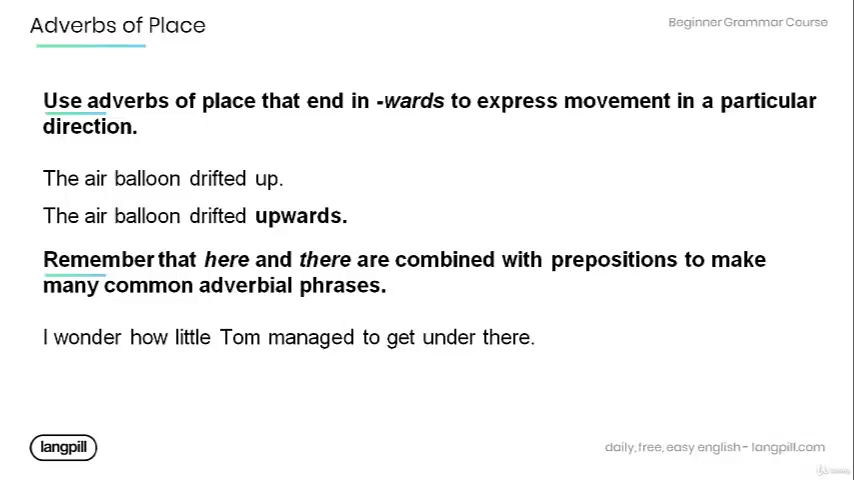 Adverbs of Place
Beginner Grammar Course
Use adverbs of place that end in -wards to express movement in a particular
direction.
The air balloon drifted up.
The air balloon drifted upwards.
Remember that here and there are combined with prepositions to make
many common adverbial phrases.
I wonder how little Tom managed to get under there.
langpill
daily, free, easy english - langpill.com